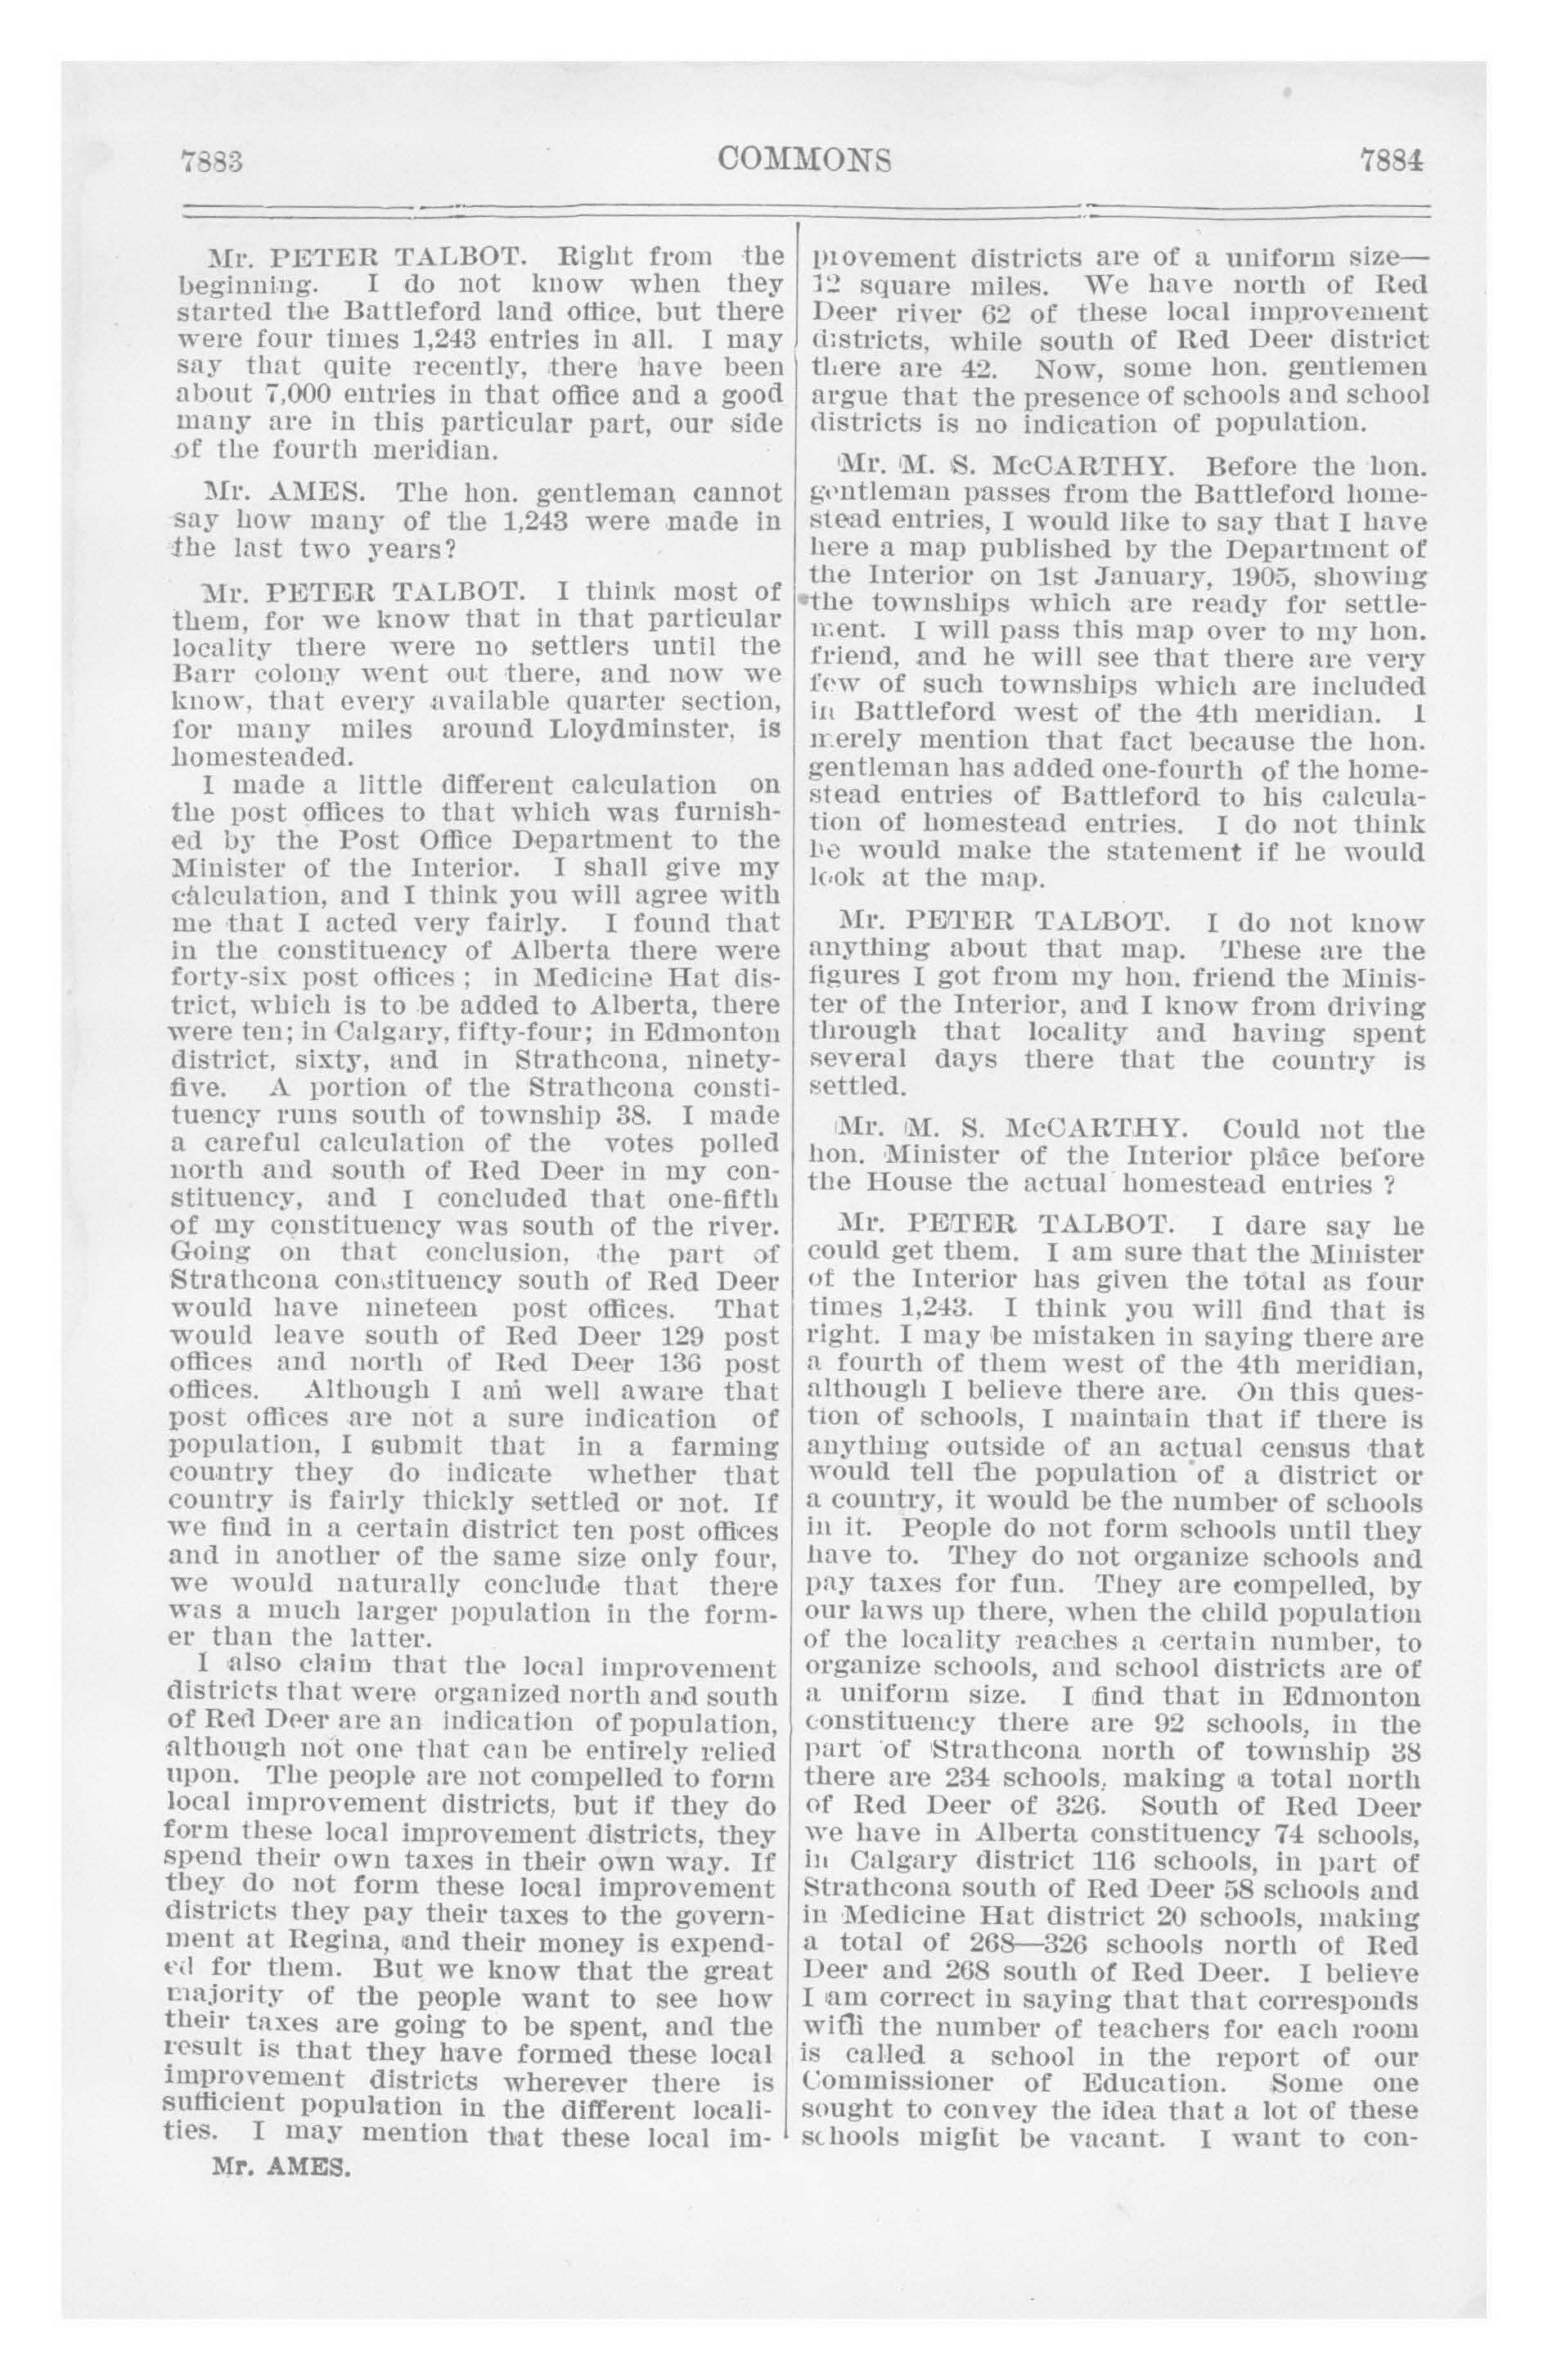 7883
COMMONS
7884
Mr. PETER TALBOT. Right from the
beginning. I do not know when they
started the Battleford land office, but there
were four times 1,243 entries in all. I may
say that quite recently, there have been
about 7,000 entries in that office and a good
many are in this particular part, our side
of the fourth meridian.
Mr. AMES. The hon. gentleman cannot
say how many of the 1,243 were made in
the last two years?
Mr. PETER TALBOT. I think most of
them, for we know that in that particular
locality there were no settlers until the
Barr colony went out there, and now we
know, that every available quarter section,
for many miles around Lloydminster, is
homesteaded.
I made a little different calculation on
the post offices to that which was furnish-
ed by the Post Office Department to the
Minister of the Interior. I shall give my
calculation, and I think you will agree with
me that I acted very fairly. I found that
in the constituency of Alberta there were
forty-six post offices ; in Medicine Hat dis-
trict, which is to be added to Alberta, there
were ten; in Calgary, fifty-four; in Edmonton
district, sixty, and in Strathcona, ninety-
five. A portion of the Strathcona consti-
tuency runs south of township 38. I made
a careful calculation of the votes polled
north and south of Red Deer in my con-
stituency, and I concluded that one-fifth
of my constituency was south of the river.
Going on that conclusion, the part of
Strathcona constituency south of Red Deer
would have nineteen post offices. That
would leave south of Red Deer 129 post
offices and north of Red Deer 136 post
offices. Although I am well aware that
post offices are not a sure indication of
population, I submit that in a farming
country they do indicate whether that
country is fairly thickly settled or not. If
we find in a certain district ten post offices
and in another of the same size only four,
we would naturally conclude that there
was a much larger population in the form-
er than the latter.
I also claim that the local improvement
districts that were organized north and south
of Red Deer are an indication of population,
although not one that can be entirely relied
upon. The people are not compelled to form
local improvement districts, but if they do
form these local improvement districts, they
spend their own taxes in their own way. If
they do not form these local improvement
districts they pay their taxes to the govern-
ment at Regina, and their money is expend-
ed for them. But we know that the great
majority of the people want to see how
their taxes are going to be spent, and the
result is that they have formed these local
improvement districts wherever there is
sufficient population in the different locali-
ties. I may mention that these local im-
Mr. AMES.
provement districts are of a uniform size—
12 square miles. We have north of Red
Deer river 62 of these local improvement
districts, while south of Red Deer district
there are 42. Now, some hon. gentlemen
argue that the presence of schools and school
districts is no indication of population.
Mr. M. S. McCARTHY. Before the hon.
gentleman passes from the Battleford home-
stead entries, I would like to say that I have
here a map published by the Department of
the Interior on 1st January, 1905, showing
the townships which are ready for settle-
ment. I will pass this map over to my hon.
friend, and he will see that there are very
few of such townships which are included
in Battleford west of the 4th meridian. I
merely mention that fact because the hon.
gentleman has added one-fourth of the home-
stead entries of Battleford to his calcula-
tion of homestead entries. I do not think
he would make the statement if he would
look at the map.
Mr. PETER TALBOT. I do not know
anything about that map. These are the
figures I got from my hon. friend the Minis-
ter of the Interior, and I know from driving
through that locality and having spent
several days there that the country is
settled.
Mr. M. S. McCARTHY. Could not the
hon. Minister of the Interior place before
the House the actual homestead entries ?
Mr. PETER TALBOT. I dare say he
could get them. I am sure that the Minister
of the Interior has given the total as four
times 1,243. I think you will find that is
right. I may be mistaken in saying there are
a fourth of them west of the 4th meridian,
although I believe there are. On this ques-
tion of schools, I maintain that if there is
anything outside of an actual census that
would tell the population of a district or
a country, it would be the number of schools
in it. People do not form schools until they
have to. They do not organize schools and
pay taxes for fun. They are compelled, by
our laws up there, when the child population
of the locality reaches a certain number, to
organize schools, and school districts are of
a uniform size. I find that in Edmonton
constituency there are 92 schools, in the
part of Strathcona north of township 38
there are 234 schools, making a total north
of Red Deer of 326. South of Red Deer
we have in Alberta constituency 74 schools,
in Calgary district 116 schools, in part of
Strathcona south of Red Deer 58 schools and
in Medicine Hat district 20 schools, making
a total of 268—326 schools north of Red
Deer and 268 south of Red Deer. I believe
I am correct in saying that that corresponds
with the number of teachers for each room
is called a school in the report of our
Commissioner of Education. Some one
sought to convey the idea that a lot of these
schools might be vacant. I want to con-